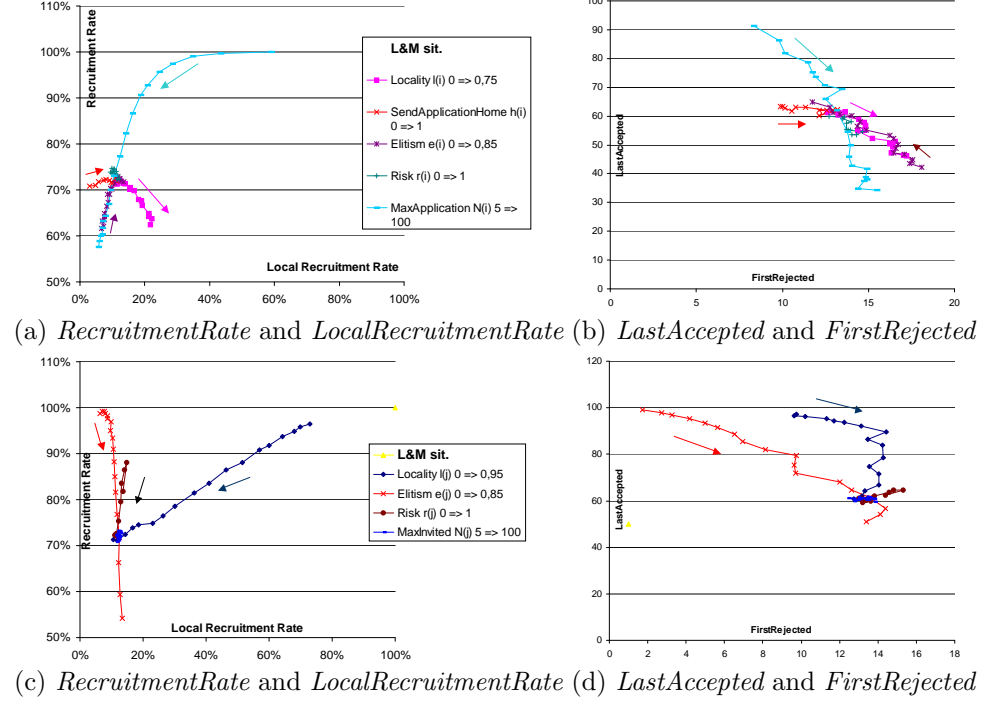 110%
100%
90%
80%
70%
60%
50%
Recruitment Rate
0%
20%
40%
60%
80%
100%
Local Recruitment Rate
L&M sit.
Locality l(i) 0 => 0,75
SendApplicationHome h(i)
0 => 1
Elitism e(i) 0 => 0,85
Risk r(i) 0 => 1
MaxApplication N(i) 5 =>
100
100
90
80
70
60
50
40
30
20
10
0
LastAccepted
FirstRejected
0
5
10
15
20
(a) RecruitmentRate and LocalRecruitmentRate
(b) LastAccepted and FirstRejected
110%
100%
90%
80%
70%
60%
50%
Recruitment Rate
Local Recruitment Rate
0%
20%
40%
60%
80%
100%
L&M sit.
Locality l(j) 0 => 0,95
Elitism e(j) 0 => 0,85
Risk r(j) 0 => 1
MaxInvited N(j) 5 => 100
120
100
80
60
40
20
0
LastAccepted
FirstRejected
0
2
4
6
8
10
12
14
16
18
(c) RecruitmentRate and LocalRecruitmentRate
(d) LastAccepted and FirstRejected